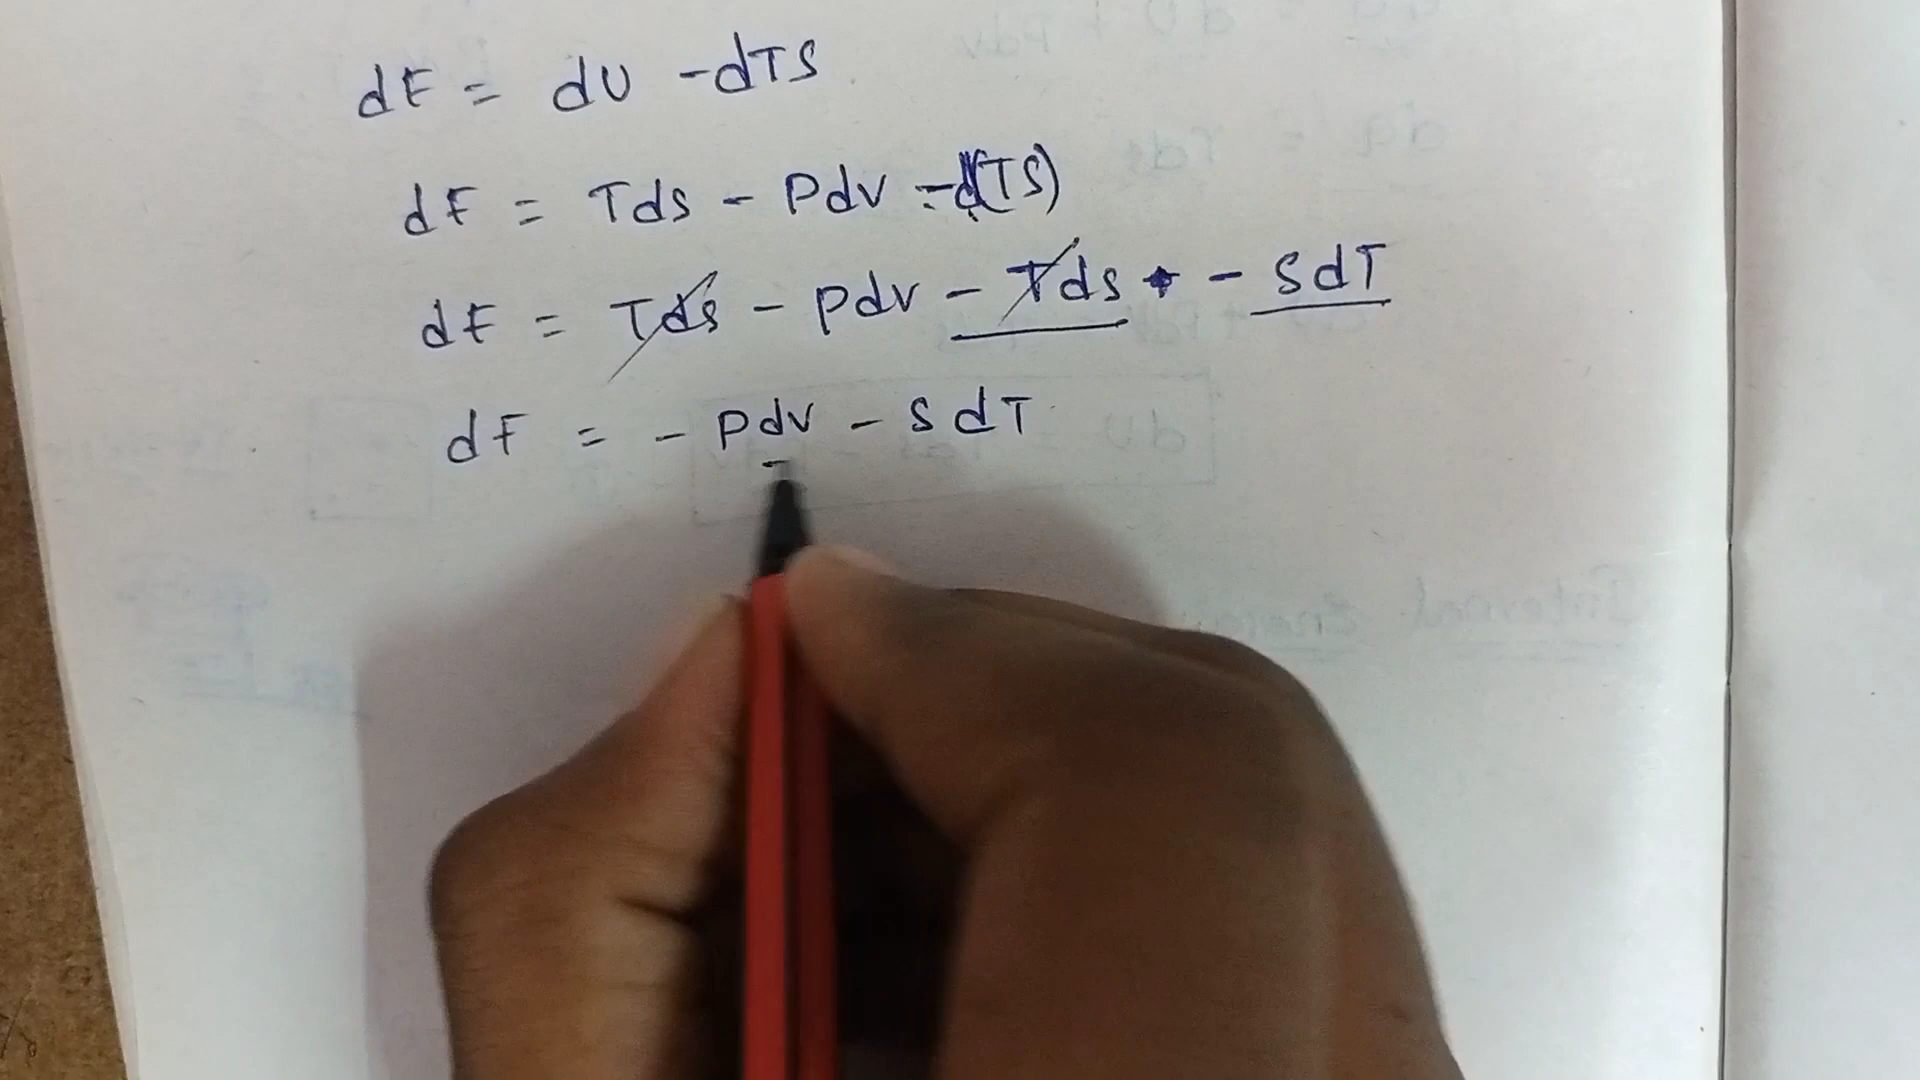 dF = dU - dTS
dF = Tds - Pdv - d(TS)
dF = Tds - Pdv - Tds - SdT
dF = - Pdv - SdT